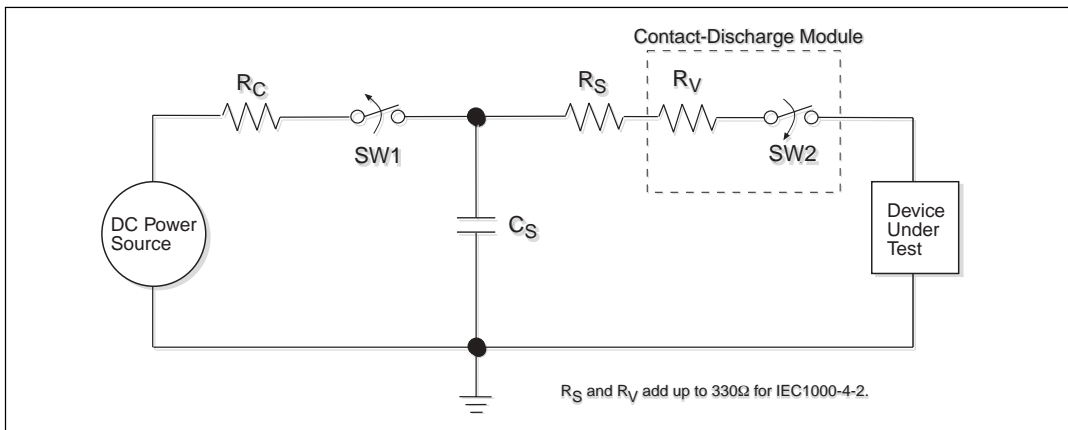 Contact-Discharge Module
RC
RS
RV
SW1
SW2
DC Power
Source
CS
Device
Under
Test
RS and RV add up to 330Ω for IEC1000-4-2.